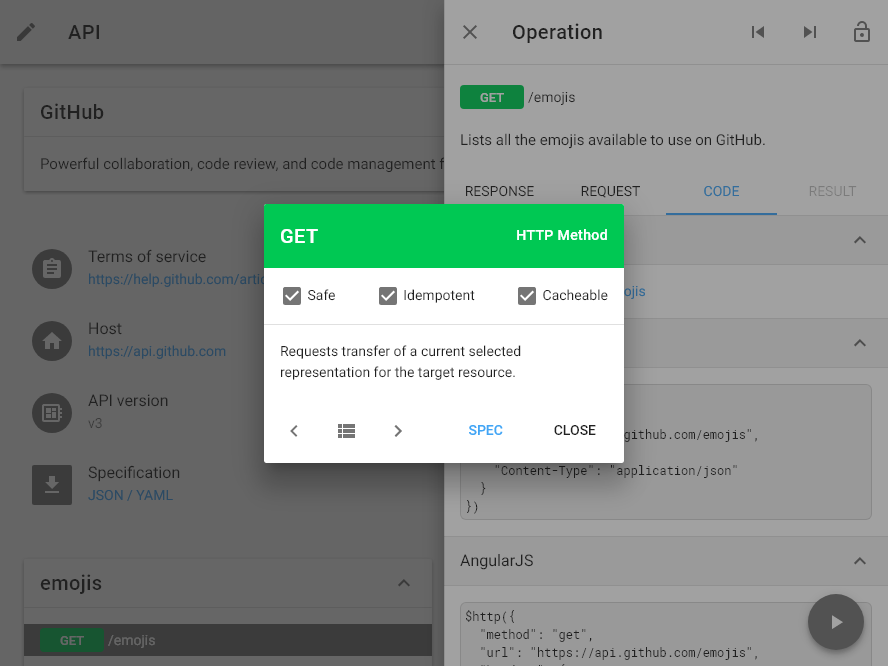 API
GitHub
Powerful collaboration, code review, and code management
Terms of service
https://help.github.com/artic
Host
https://api.github.com
API version
v3
Specification
JSON / YAML
emojis
GET /emojis
Operation
GET /emojis
Lists all the emojis available to use on GitHub.
RESPONSE REQUEST CODE RESULT
ojis
github.com/emojis",
"Content-Type": "application/json"
}
})
AngularJS
$http({
"method": "get",
"url": "https://api.github.com/emojis",
GET HTTP Method
Safe Idempotent Cacheable
Requests transfer of a current selected
representation for the target resource.
SPEC CLOSE